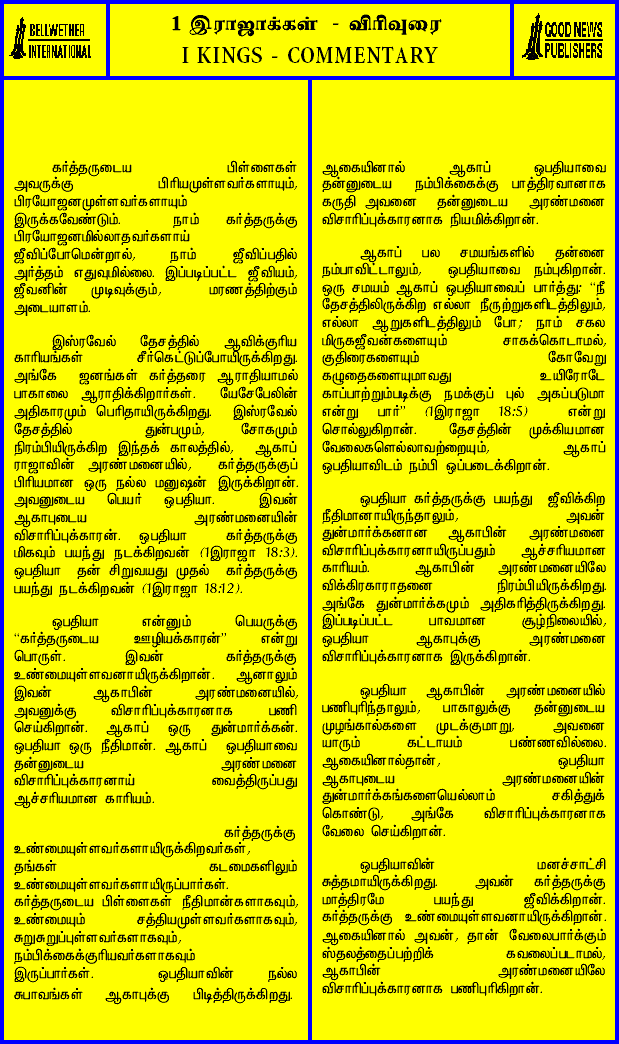 BELLWETHER
INTERNATIONAL
1 இராஜாக்கள் - விரிவுரை
I KINGS - COMMENTARY
GOOD NEWS
PUBLISHERS
கர்த்தருடைய பிள்ளைகள்
அவருக்கு பிரியமுள்ளவர்களாயும்,
பிரயோஜனமுள்ளவர்களாயும்
இருக்கவேண்டும். நாம் கர்த்தருக்கு
பிரயோஜனமில்லாதவர்களாய்
ஜீவிப்போமென்றால், நாம் ஜீவிப்பதில்
அர்த்தம் எதுவுமில்லை. இப்படிப்பட்ட ஜீவியம்,
ஜீவனின் முடிவுக்கும், மரணத்திற்கும்
அடையாளம்.
இஸ்ரவேல் தேசத்தில் ஆவிக்குரிய
காரியங்கள் சீர்கெட்டுப்போயிருக்கிறது.
அங்கே ஜனங்கள் கர்த்தரை ஆராதியாமல்
பாகாலை ஆராதிக்கிறார்கள். யேசேபேலின்
அதிகாரமும் பெரிதாயிருக்கிறது. இஸ்ரவேல்
தேசத்தில் துன்பமும், சோகமும்
நிரம்பியிருக்கிற இந்தக் காலத்தில், ஆகாப்
ராஜாவின் அரண்மனையில், கர்த்தருக்குப்
பிரியமான ஒரு நல்ல மனுஷன் இருக்கிறான்.
அவனுடைய பெயர் ஒபதியா. இவன்
ஆகாபுடைய அரண்மனையின்
விசாரிப்புக்காரன். ஒபதியா கர்த்தருக்கு
மிகவும் பயந்து நடக்கிறவன் (1இராஜா 18:3).
ஒபதியா தன் சிறுவயது முதல் கர்த்தருக்கு
பயந்து நடக்கிறவன் (1இராஜா 18:12).
ஒபதியா என்னும் பெயருக்கு
“கர்த்தருடைய ஊழியக்காரன்” என்று
பொருள். இவன் கர்த்தருக்கு
உண்மையுள்ளவனாயிருக்கிறான். ஆனாலும்
இவன் ஆகாபின் அரண்மனையில்,
அவனுக்கு விசாரிப்புக்காரனாக பணி
செய்கிறான். ஆகாப் ஒரு துன்மார்க்கன்.
ஒபதியா ஒரு நீதிமான். ஆகாப் ஒபதியாவை
தன்னுடைய அரண்மனை
விசாரிப்புக்காரனாய் வைத்திருப்பது
ஆச்சரியமான காரியம்.
கர்த்தருக்கு
உண்மையுள்ளவர்களாயிருக்கிறவர்கள்,
தங்கள் கடமைகளிலும்
உண்மையுள்ளவர்களாயிருப்பார்கள்.
கர்த்தருடைய பிள்ளைகள் நீதிமான்களாகவும்,
உண்மையும் சத்தியமுள்ளவர்களாகவும்,
சுறுசுறுப்புள்ளவர்களாகவும்,
நம்பிக்கைக்குரியவர்களாகவும்
இருப்பார்கள். ஒபதியாவின் நல்ல
சுபாவங்கள் ஆகாபுக்கு பிடித்திருக்கிறது.
ஆகையினால் ஆகாப் ஒபதியாவை
தன்னுடைய நம்பிக்கைக்கு பாத்திரவானாக
கருதி அவனை தன்னுடைய அரண்மனை
விசாரிப்புக்காரனாக நியமிக்கிறான்.
ஆகாப் பல சமயங்களில் தன்னை
நம்பாவிட்டாலும், ஒபதியாவை நம்புகிறான்.
ஒரு சமயம் ஆகாப் ஒபதியாவைப் பார்த்து: “நீ
தேசத்திலிருக்கிற எல்லா நீரூற்றுகளிடத்திலும்,
எல்லா ஆறுகளிடத்திலும் போ; நாம் சகல
மிருகஜீவன்களையும் சாகக்கொடாமல்,
குதிரைகளையும் கோவேறு
கழுதைகளையுமாவது உயிரோடே
காப்பாற்றும்படிக்கு நமக்குப் புல் அகப்படுமா
என்று பார்” (1இராஜா 18:5) என்று
சொல்லுகிறான். தேசத்தின் முக்கியமான
வேலைகளெல்லாவற்றையும், ஆகாப்
ஒபதியாவிடம் நம்பி ஒப்படைக்கிறான்.
ஒபதியா கர்த்தருக்கு பயந்து ஜீவிக்கிற
நீதிமானாயிருந்தாலும், அவன்
துன்மார்க்கனான ஆகாபின் அரண்மனை
விசாரிப்புக்காரனாயிருப்பதும் ஆச்சரியமான
காரியம். ஆகாபின் அரண்மனையிலே
விக்கிரகாராதனை நிரம்பியிருக்கிறது.
அங்கே துன்மார்க்கமும் அதிகரித்திருக்கிறது.
இப்படிப்பட்ட பாவமான சூழ்நிலையில்,
ஒபதியா ஆகாபுக்கு அரண்மனை
விசாரிப்புக்காரனாக இருக்கிறான்.
ஒபதியா ஆகாபின் அரண்மனையில்
பணிபுரிந்தாலும், பாகாலுக்கு தன்னுடைய
முழங்கால்களை முடக்குமாறு, அவனை
யாரும் கட்டாயம் பண்ணவில்லை.
ஆகையினால்தான், ஒபதியா
ஆகாபுடைய அரண்மனையின்
துன்மார்க்கங்களையெல்லாம் சகித்துக்
கொண்டு, அங்கே விசாரிப்புக்காரனாக
வேலை செய்கிறான்.
ஒபதியாவின் மனச்சாட்சி
சுத்தமாயிருக்கிறது. அவன் கர்த்தருக்கு
மாத்திரமே பயந்து ஜீவிக்கிறான்.
கர்த்தருக்கு உண்மையுள்ளவனாயிருக்கிறான்.
ஆகையினால் அவன், தான் வேலைபார்க்கும்
ஸ்தலத்தைப்பற்றிக் கவலைப்படாமல்,
ஆகாபின் அரண்மனையிலே
விசாரிப்புக்காரனாக பணிபுரிகிறான்.